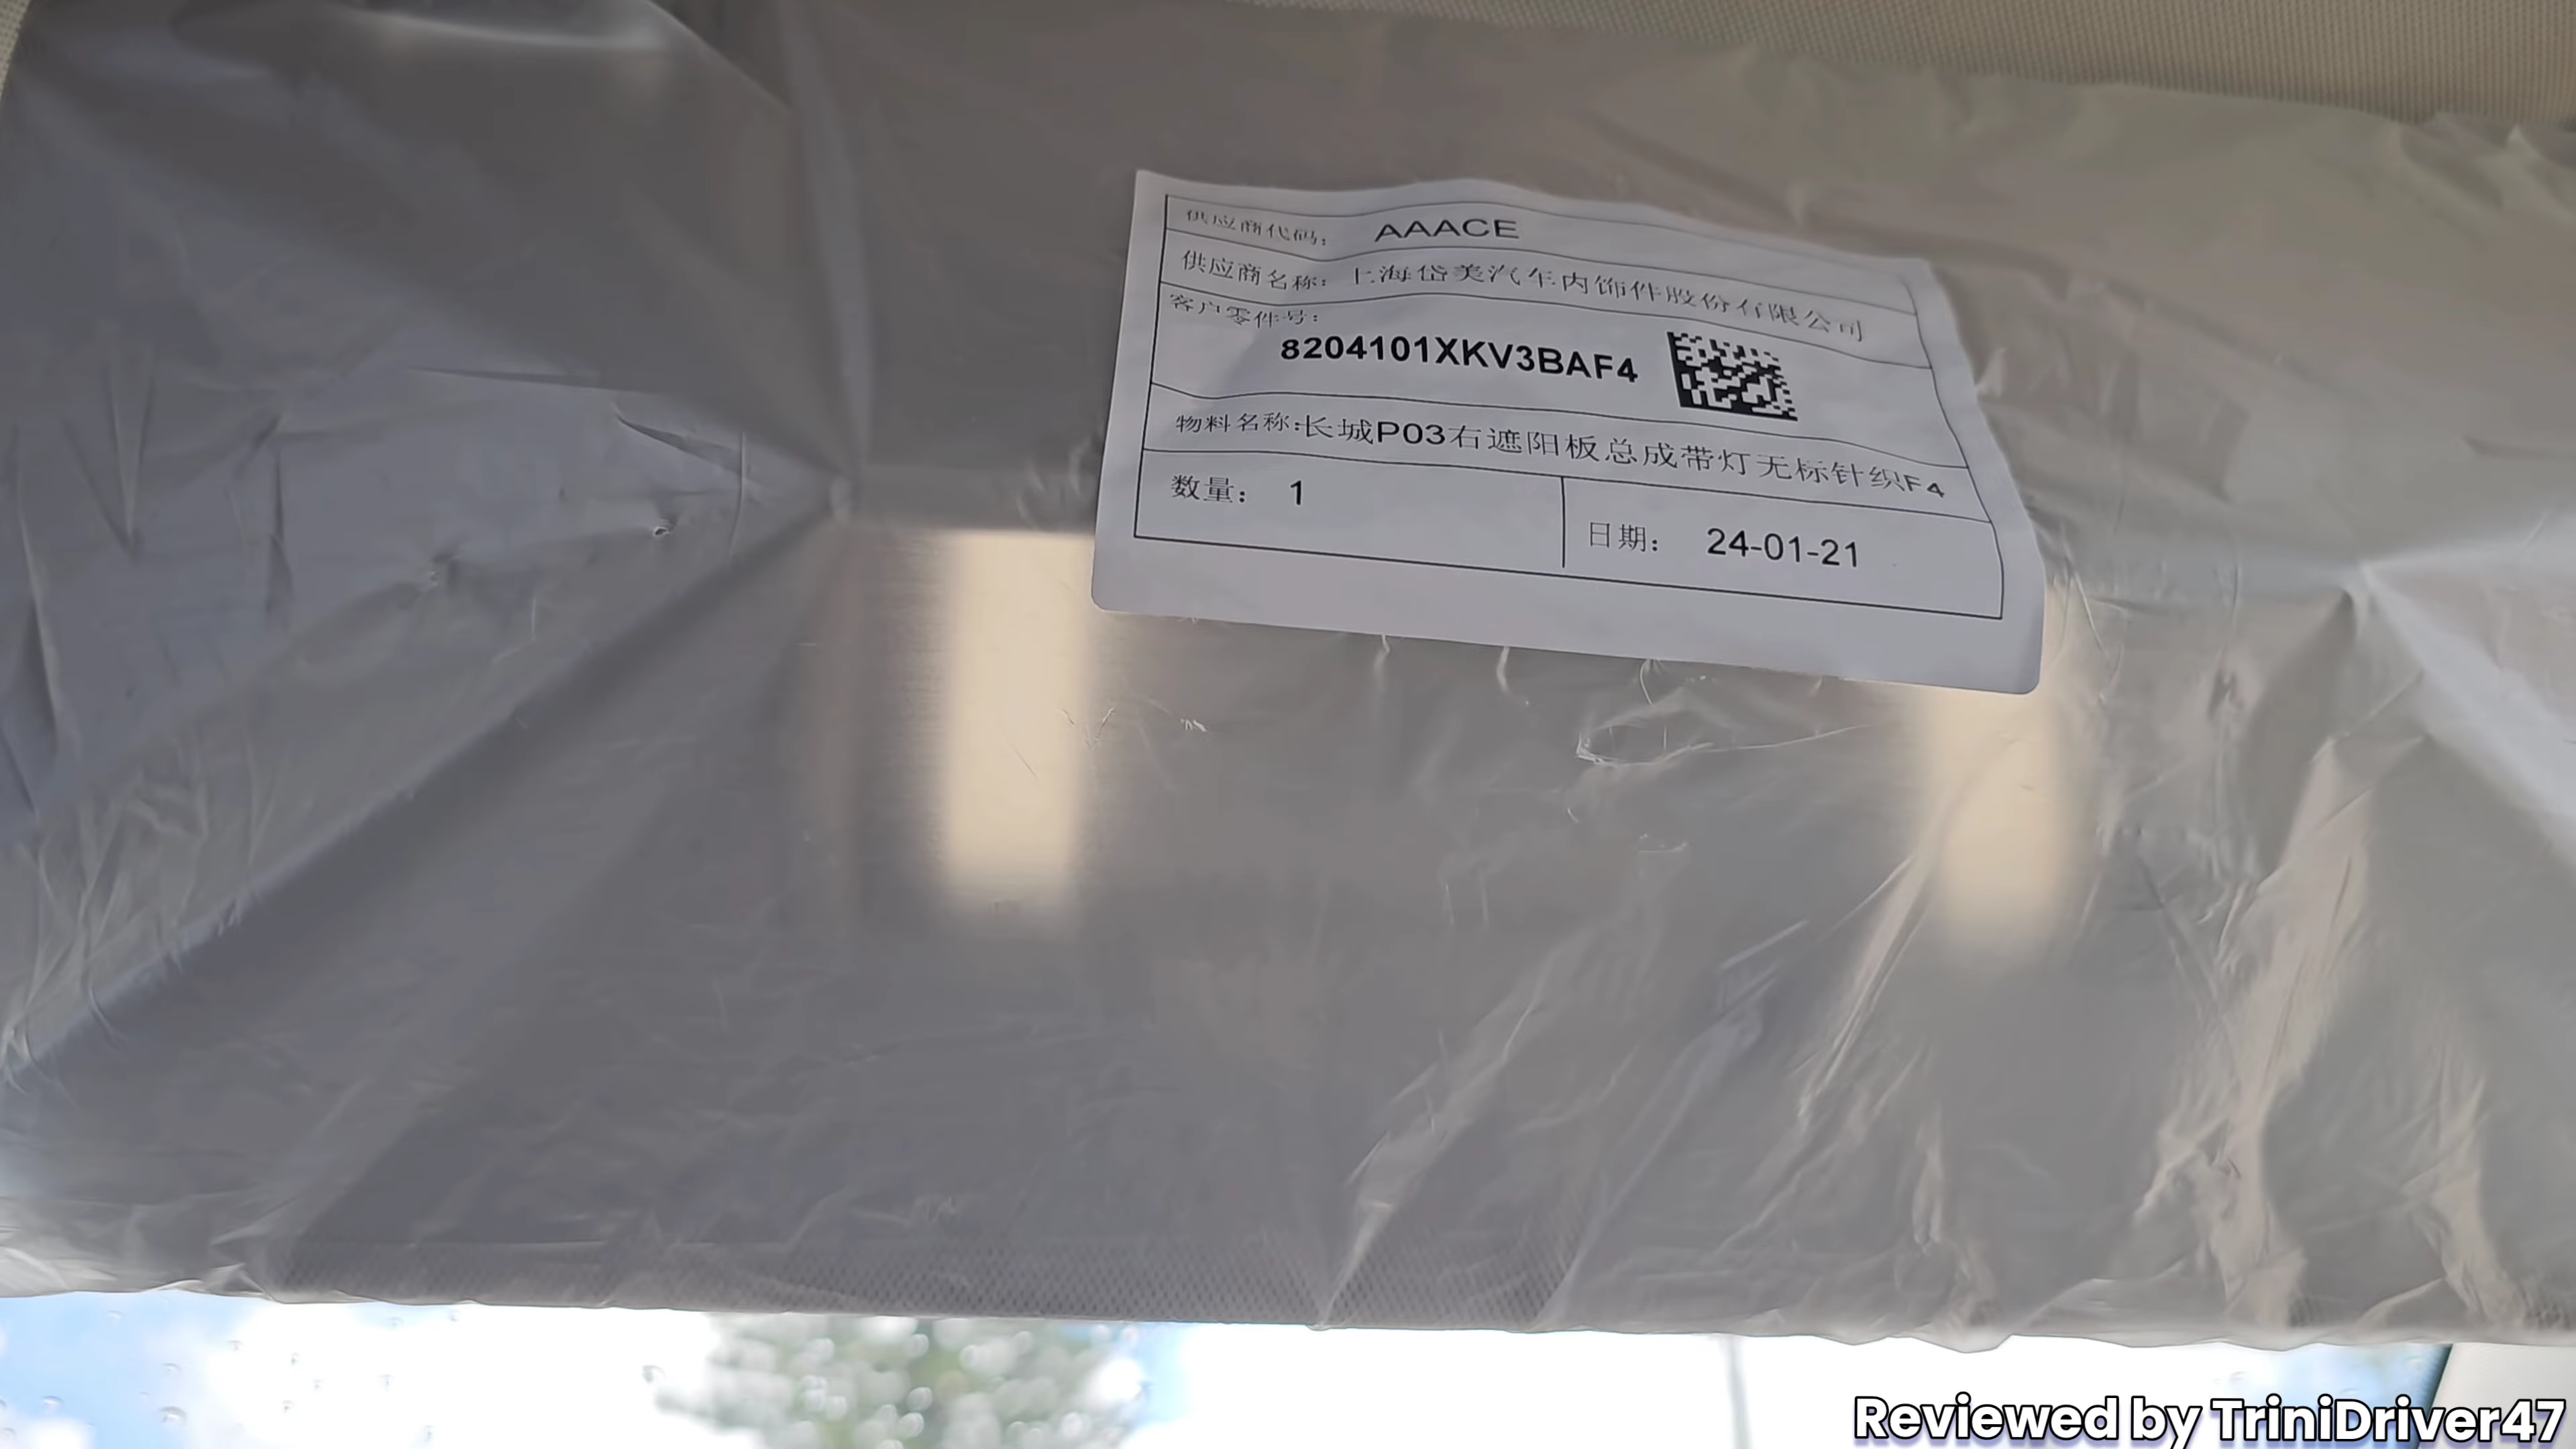 供应商代码： AAACE
供应商名称：上海岱美汽车内饰件股份有限公司
客户零件号：
8204101XKV3BAF4
物料名称:长城P03右遮阳板总成带灯无标针织F4
数量： 1
日期： 24-01-21
Reviewed by TriniDriver47